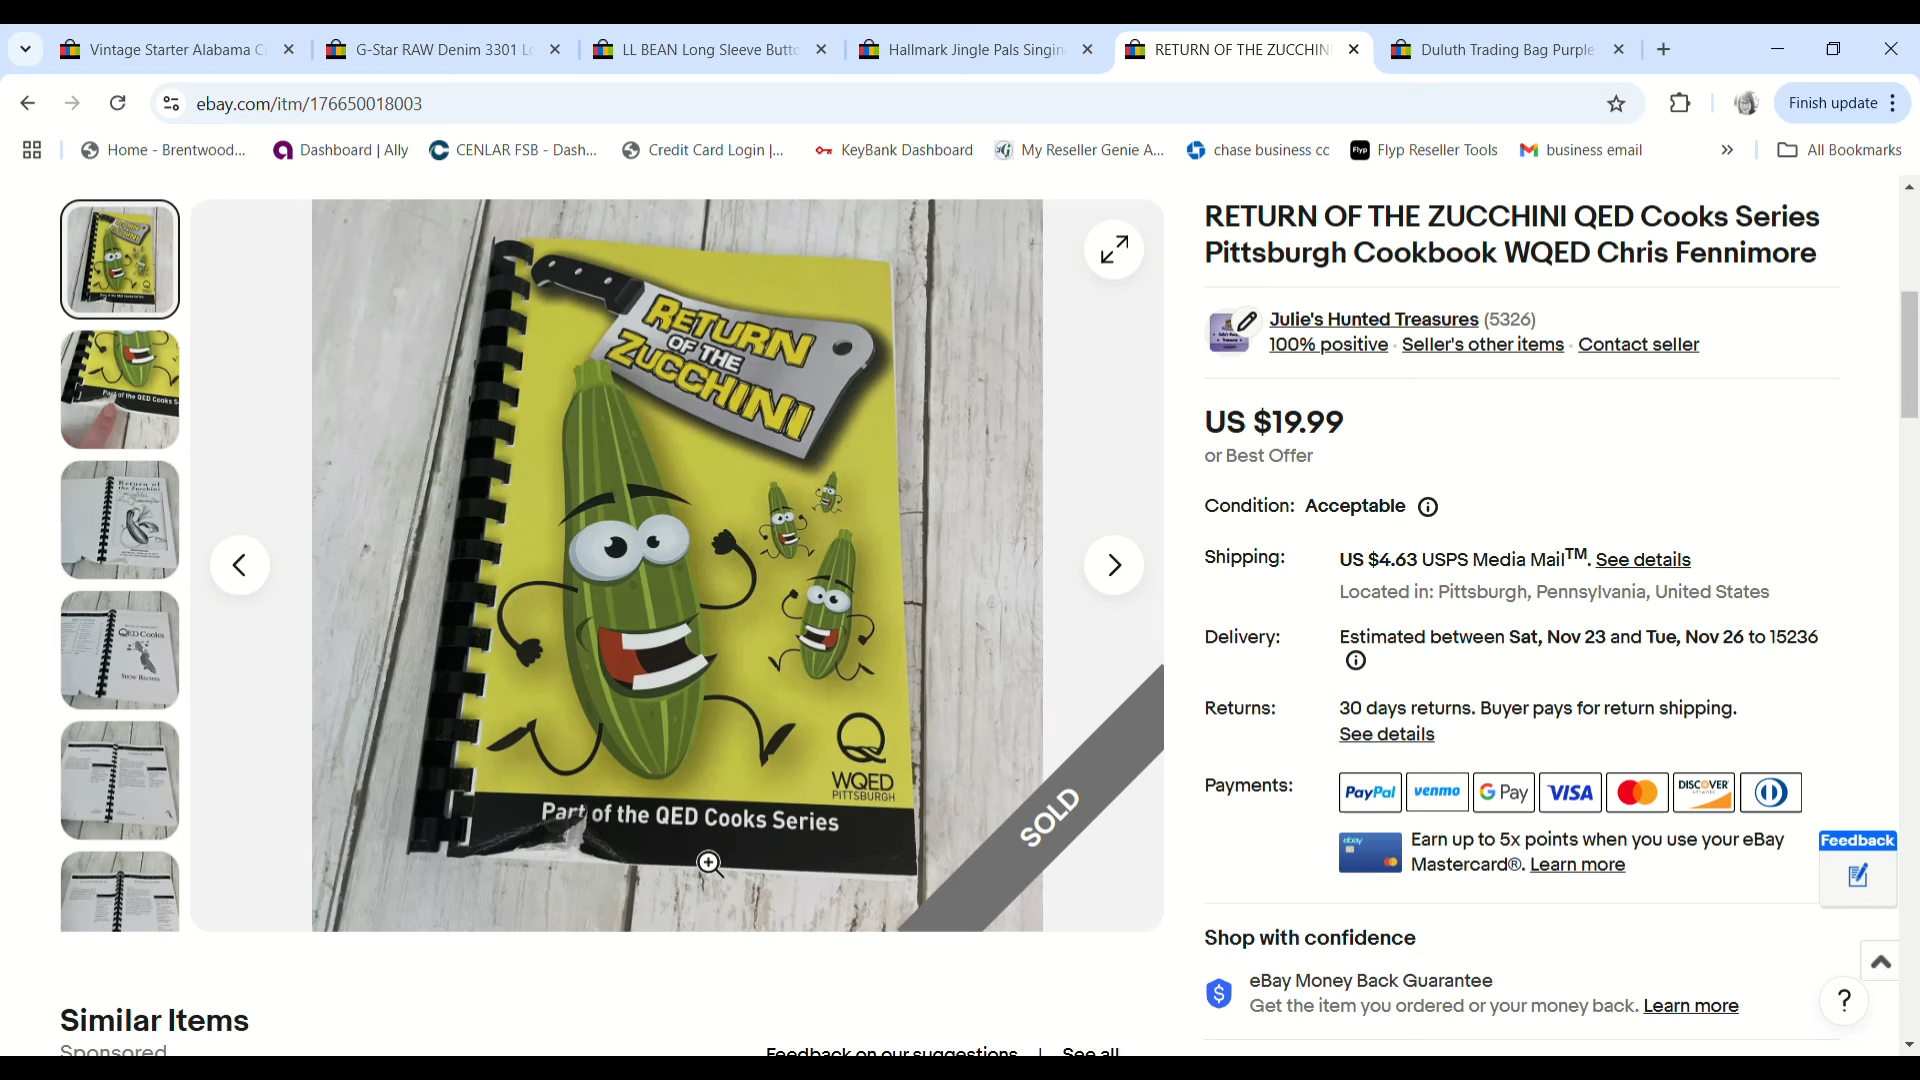 Vintage Starter Alabama C
G-Star RAW Denim 3301 Lo
LL BEAN Long Sleeve Butto
Hallmark Jingle Pals Singin
RETURN OF THE ZUCCHINI
Duluth Trading Bag Purple
ebay.com/itm/176650018003
Finish update
Home - Brentwood...
Dashboard | Ally
CENLAR FSB - Dash...
Credit Card Login |...
KeyBank Dashboard
My Reseller Genie A...
chase business cc
Flyp
Flyp Reseller Tools
business email
All Bookmarks
RETURN
OF THE
ZUCCHINI
WQED
PITTSBURGH
Part of the QED Cooks Series
SOLD
RETURN OF THE ZUCCHINI QED Cooks Series
Pittsburgh Cookbook WQED Chris Fennimore
Julie's Hunted Treasures (5326)
100% positive · Seller's other items · Contact seller
US $19.99
or Best Offer
Condition: Acceptable
Shipping: US $4.63 USPS Media Mail™. See details
Located in: Pittsburgh, Pennsylvania, United States
Delivery: Estimated between Sat, Nov 23 and Tue, Nov 26 to 15236
Returns: 30 days returns. Buyer pays for return shipping.
See details
Payments: PayPal venmo G Pay VISA DISCOVER
Earn up to 5x points when you use your eBay
Mastercard®. Learn more
Feedback
Shop with confidence
eBay Money Back Guarantee
Get the item you ordered or your money back. Learn more
Similar Items
Sponsored
Feedback on our suggestions | See all